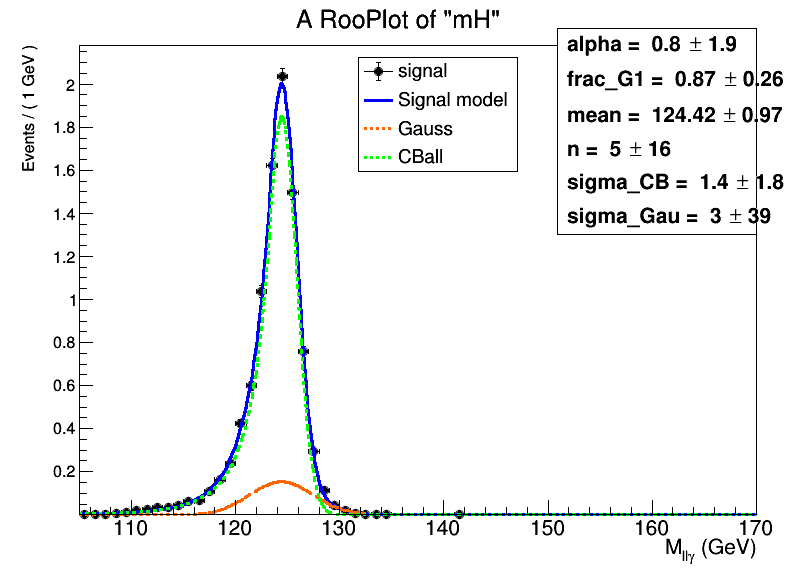 A RooPlot of "mH"
Events / ( 1 GeV )
signal
Signal model
Gauss
CBall
alpha = 0.8 ± 1.9
frac_G1 = 0.87 ± 0.26
mean = 124.42 ± 0.97
n = 5 ± 16
sigma_CB = 1.4 ± 1.8
sigma_Gau = 3 ± 39
2
1.8
1.6
1.4
1.2
1
0.8
0.6
0.4
0.2
110 120 130 140 150 160 170
M_llγ (GeV)